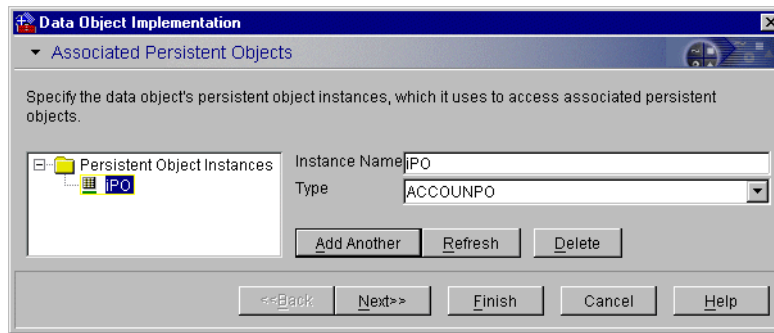 Data Object Implementation
Associated Persistent Objects
Specify the data object's persistent object instances, which it uses to access associated persistent
objects.
Persistent Object Instances
iPO
Instance Name iPO
Type ACCOUNPO
Add Another Refresh Delete
<<Back Next>> Finish Cancel Help